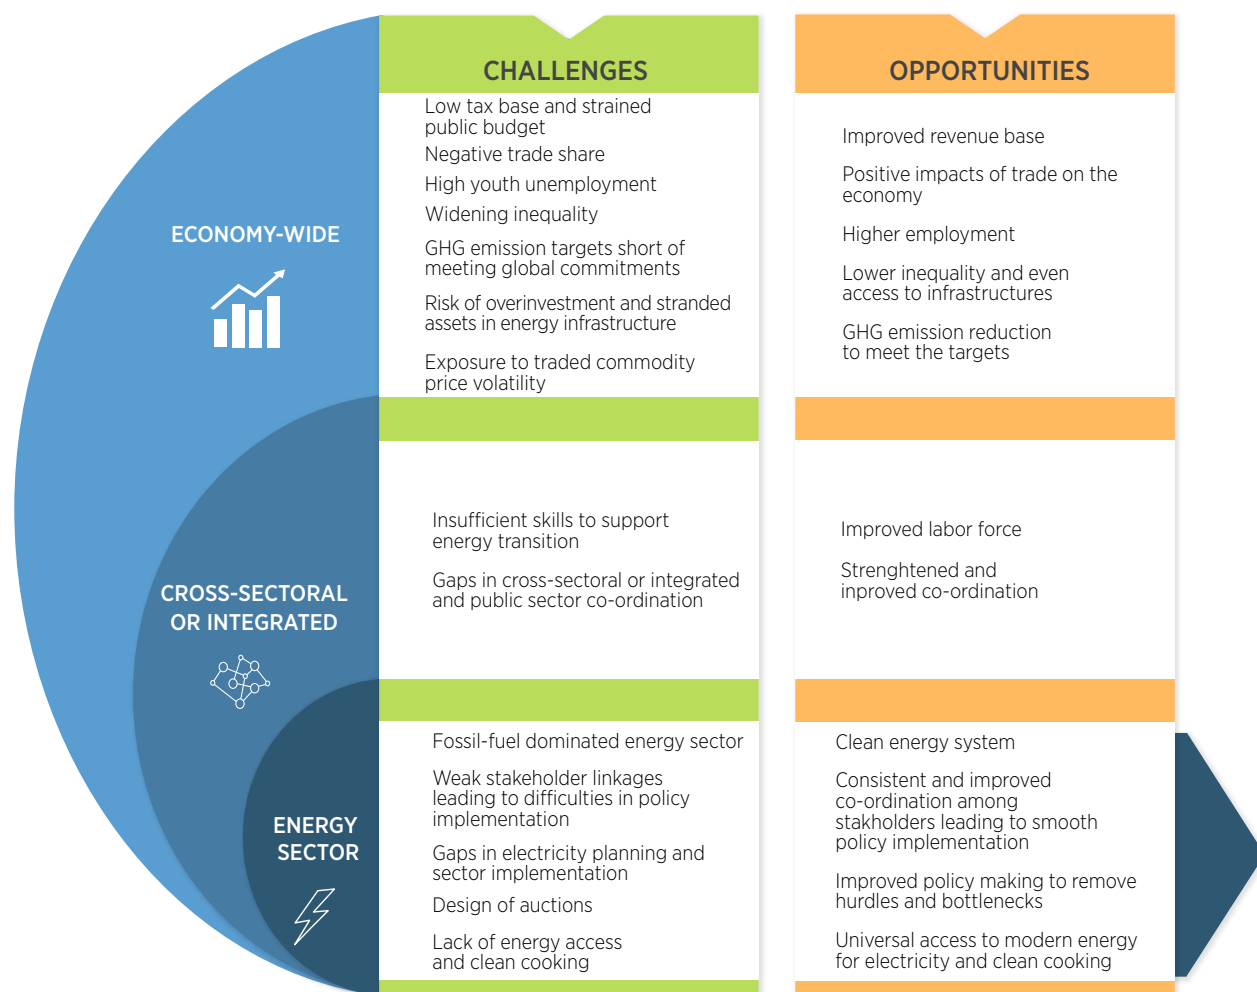 CHALLENGES
OPPORTUNITIES
ECONOMY-WIDE
Low tax base and strained
public budget
Negative trade share
High youth unemployment
Widening inequality
GHG emission targets short of
meeting global commitments
Risk of overinvestment and stranded
assets in energy infrastructure
Exposure to traded commodity
price volatility
Improved revenue base
Positive impacts of trade on the
economy
Higher employment
Lower inequality and even
access to infrastructures
GHG emission reduction
to meet the targets
CROSS-SECTORAL
OR INTEGRATED
Insufficient skills to support
energy transition
Gaps in cross-sectoral or integrated
and public sector co-ordination
Improved labor force
Strenghtened and
inproved co-ordination
ENERGY
SECTOR
Fossil-fuel dominated energy sector
Weak stakeholder linkages
leading to difficulties in policy
implementation
Gaps in electricity planning and
sector implementation
Design of auctions
Lack of energy access
and clean cooking
Clean energy system
Consistent and improved
co-ordination among
stakholders leading to smooth
policy implementation
Improved policy making to remove
hurdles and bottlenecks
Universal access to modern energy
for electricity and clean cooking